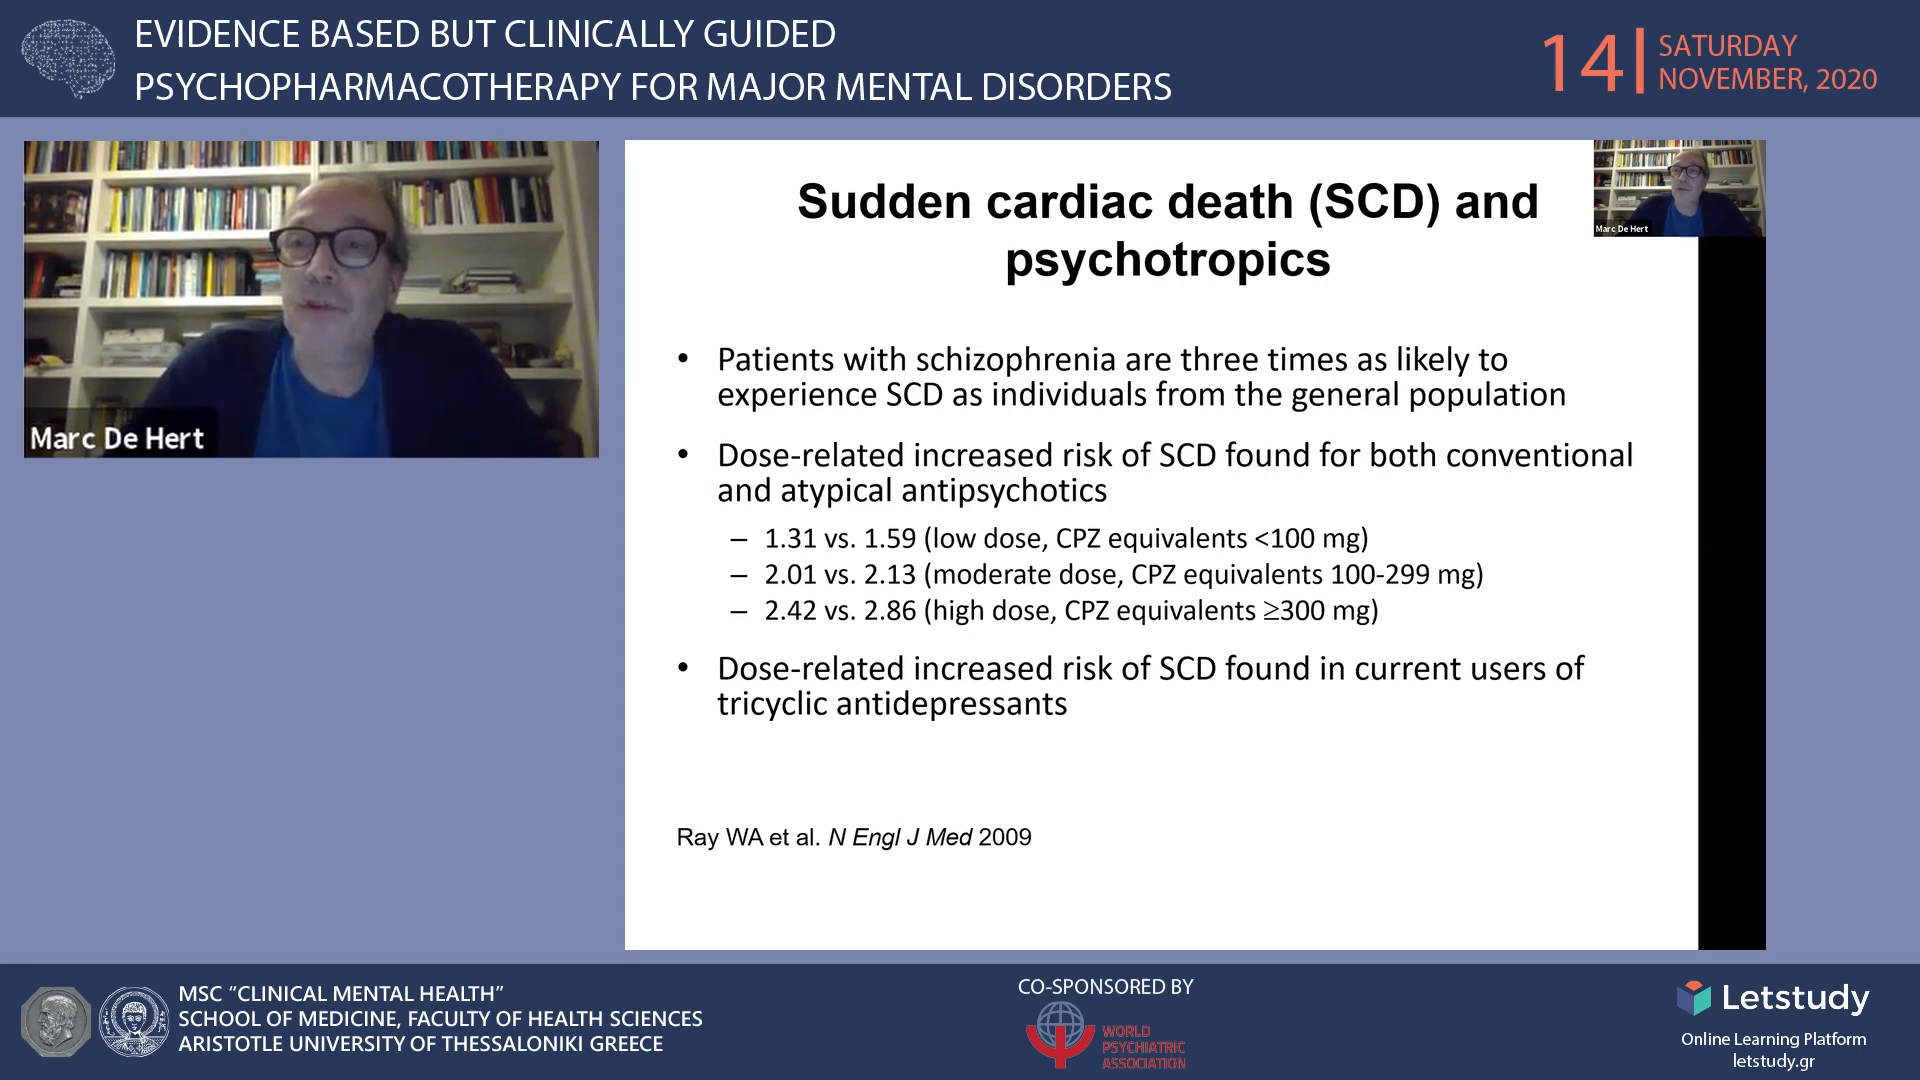 EVIDENCE BASED BUT CLINICALLY GUIDED
PSYCHOPHARMACOTHERAPY FOR MAJOR MENTAL DISORDERS
14
SATURDAY
NOVEMBER, 2020
Marc De Hert
Sudden cardiac death (SCD) and
psychotropics
Marc De Hert
• Patients with schizophrenia are three times as likely to
experience SCD as individuals from the general population
• Dose-related increased risk of SCD found for both conventional
and atypical antipsychotics
– 1.31 vs. 1.59 (low dose, CPZ equivalents <100 mg)
– 2.01 vs. 2.13 (moderate dose, CPZ equivalents 100-299 mg)
– 2.42 vs. 2.86 (high dose, CPZ equivalents ≥300 mg)
• Dose-related increased risk of SCD found in current users of
tricyclic antidepressants
Ray WA et al. N Engl J Med 2009
MSC “CLINICAL MENTAL HEALTH”
SCHOOL OF MEDICINE, FACULTY OF HEALTH SCIENCES
ARISTOTLE UNIVERSITY OF THESSALONIKI GREECE
CO-SPONSORED BY
WORLD
PSYCHIATRIC
ASSOCIATION
Letstudy
Online Learning Platform
letstudy.gr